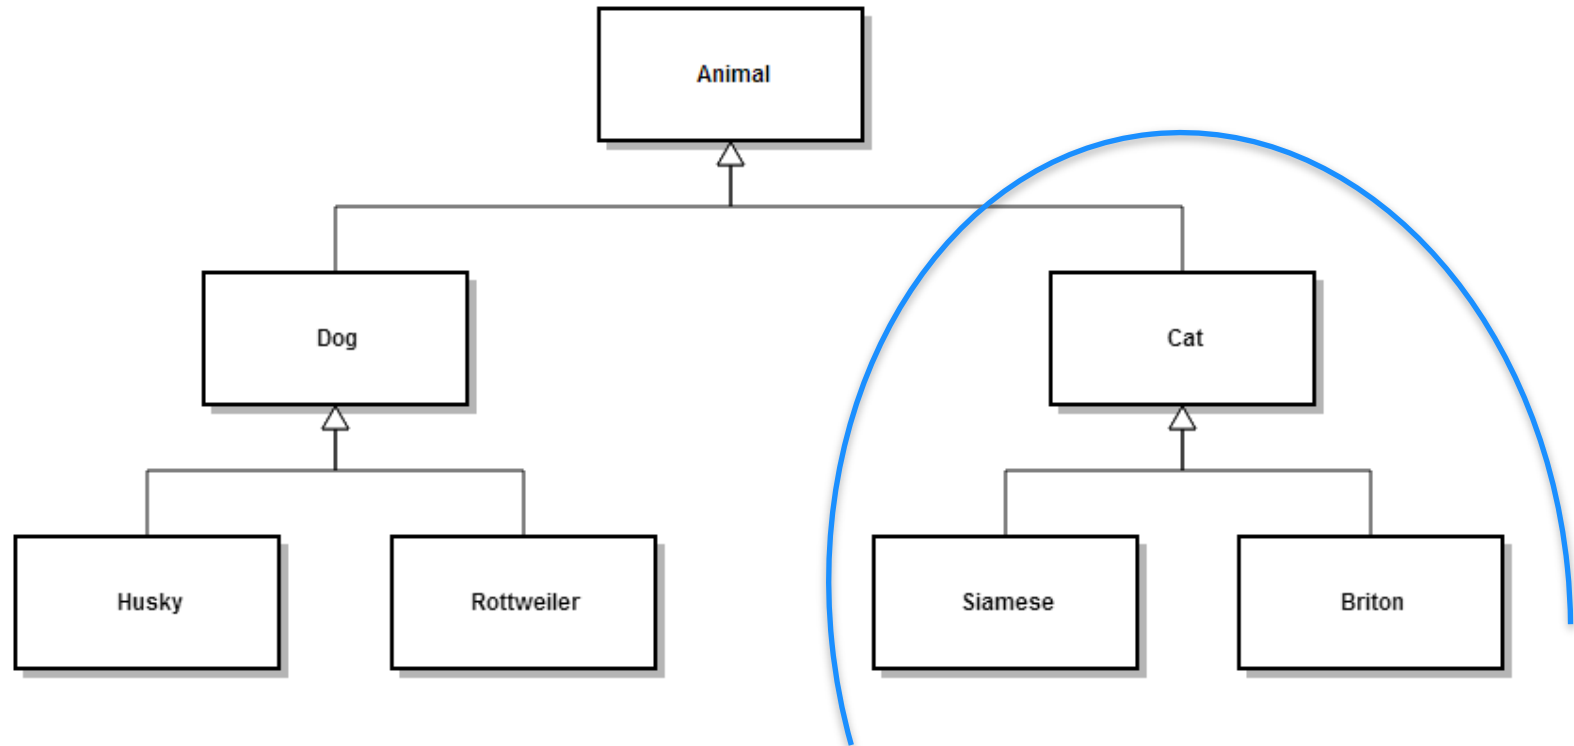 Animal
Dog
Cat
Husky
Rottweiler
Siamese
Briton